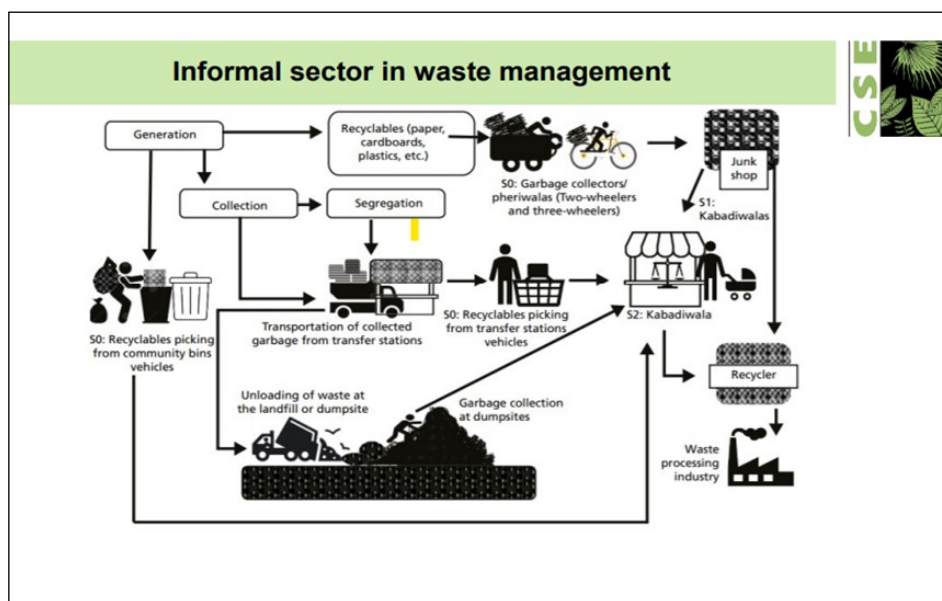 Informal sector in waste management
CSE
Generation
Recyclables (paper,
cardboards,
plastics, etc.)
S0: Garbage collectors/
pheriwalas (Two-wheelers
and three-wheelers)
Junk
shop
S1:
Kabadiwalas
Collection
Segregation
S0: Recyclables picking
from community bins
vehicles
Transportation of collected
garbage from transfer stations
S0: Recyclables picking
from transfer stations
vehicles
S2: Kabadiwala
Recycler
Unloading of waste at
the landfill or dumpsite
Garbage collection
at dumpsites
Waste
processing
industry